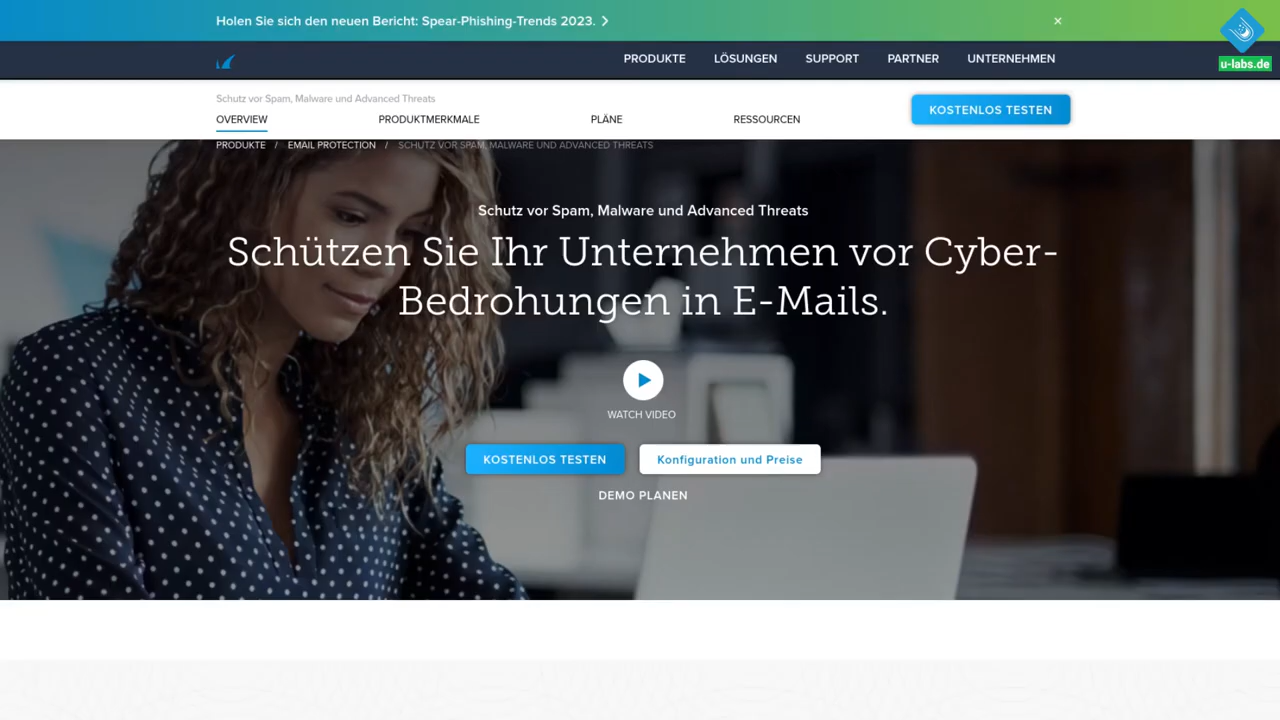 Holen Sie sich den neuen Bericht: Spear-Phishing-Trends 2023.
u-labs.de
PRODUKTE LÖSUNGEN SUPPORT PARTNER UNTERNEHMEN
Schutz vor Spam, Malware und Advanced Threats
OVERVIEW PRODUKTMERKMALE PLÄNE RESSOURCEN
KOSTENLOS TESTEN
PRODUKTE / EMAIL PROTECTION / SCHUTZ VOR SPAM, MALWARE UND ADVANCED THREATS
Schutz vor Spam, Malware und Advanced Threats
Schützen Sie Ihr Unternehmen vor Cyber-
Bedrohungen in E-Mails.
WATCH VIDEO
KOSTENLOS TESTEN Konfiguration und Preise
DEMO PLANEN